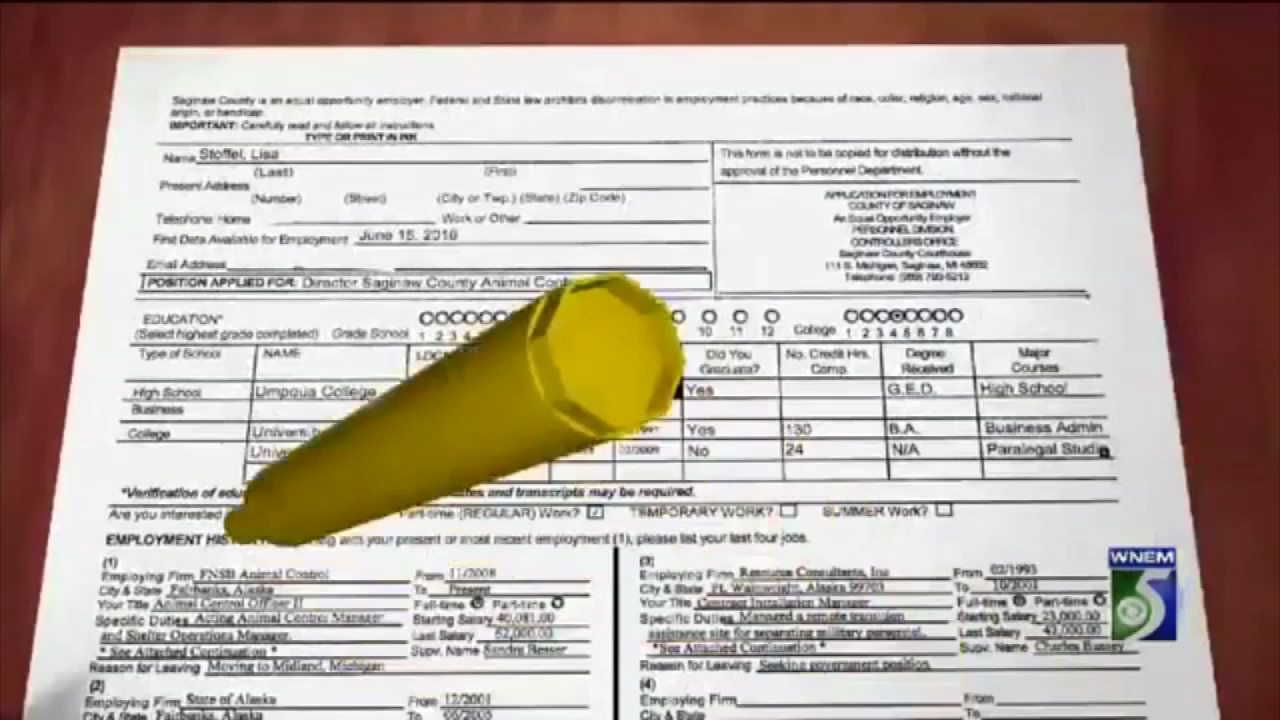 Saginaw County is an equal opportunity employer. Federal and State law prohibits discrimination in employment practices because of race, color, religion, age, sex, national
origin, or handicap
IMPORTANT: Carefully read and follow all instructions
TYPE OR PRINT IN INK
Name Stoffel, Lisa
(Last) (First)
Present Address
(Number) (Street) (City or Twp.) (State) (Zip Code)
Telephone: Home Work or Other
First Date Available for Employment June 15, 2016
Email Address
POSITION APPLIED FOR: Director Saginaw County Animal
This form is not to be copied for distribution without the
approval of the Personnel Department.
APPLICATION FOR EMPLOYMENT
COUNTY OF SAGINAW
An Equal Opportunity Employer
PERSONNEL DIVISION
CONTROLLERS OFFICE
Saginaw County Courthouse
111 S. Michigan, Saginaw, MI 48602
Telephone:
EDUCATION*
(Select highest grade completed) Grade School 1 2 3 10 11 12 College 1 2 3 4 5 6 7 8
Type of School NAME Did You Graduate? No. Credit Hrs. Comp. Degree Received Major Courses
High School Umpqua College Yes G.E.D. High School
Business
College Yes 130 B.A. Business Admin
No 24 N/A Paralegal
*Verification of and transcripts may be required.
Are you interested Part-time (REGULAR) Work? TEMPORARY WORK? SUMMER Work?
EMPLOYMENT with your present or most recent employment (1), please list your last four jobs.
(1)
Employing Firm FNSB Animal Control From 11/2008
City & State Fairbanks, Alaska To Present
Your Title Animal Control Officer II Full-time Part-time
Specific Duties Acting Animal Control Manager Starting Salary 40,081.00
and Shelter Operations Manager. Last Salary 62,000.00
* See Attached Continuation * Supv. Name Sandra Besser
Reason for Leaving Moving to Midland, Michigan
(2)
Employing Firm State of Alaska From 12/2001
City & State Fairbanks, Alaska To
(3)
Employing Firm Resource Consultants, Inc From 02/1993
City & State Ft. Wainwright, Alaska 99703 To 10/2001
Your Title Contract Installation Manager Full-time Part-time
Specific Duties Managed a remote transition Starting Salary 23,000.00
assistance site for separating military personnel. Last Salary 43,000.00
*See Attached Continuation * Supv. Name Charles Bussey
Reason for Leaving Seeking government position.
(4)
Employing Firm From
City & State To
WNEM
5